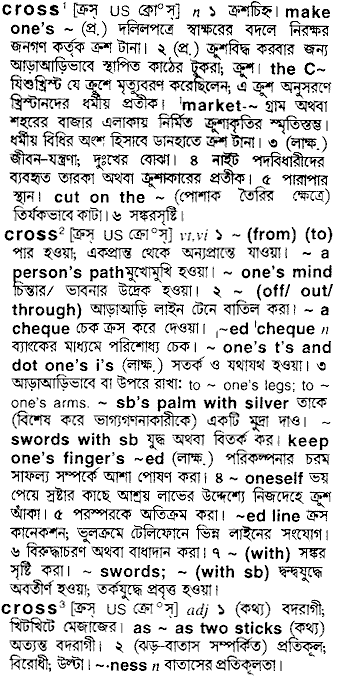 cross¹ [ক্রস্ US ক্রোস্] n ১ ক্রশচিহ্ন। make
one's ~ (প্র.) দলিলপত্রে স্বাক্ষরের বদলে নিরক্ষর
জনগণ কর্তৃক ক্রশ টানা। ২ (প্র.) ক্রুশবিদ্ধ করবার জন্য
আড়াআড়িভাবে স্থাপিত কাঠের টুকরা; ক্রুশ। the C~
যিশুখ্রিস্ট যে ক্রুশে মৃত্যুবরণ করেছিলেন; এ ক্রুশ অনুসরণে
খ্রিস্টানদের ধর্মীয় প্রতীক। ˈmarket-~ গ্রাম অথবা
শহরের বাজার এলাকায় নির্মিত ক্রুশাকৃতির স্মৃতিস্তম্ভ।
ধর্মীয় বিধির অংশ হিসাবে ডানহাতে ক্রশ টানা। ৩ (লাক্ষ.)
জীবন-যন্ত্রণা; দুঃখের বোঝা। ৪ নাইট পদবিধারীদের
ব্যবহৃত তারকা অথবা ক্রুশাকারের প্রতীক। ৫ পারাপার
স্থান। cut on the ~ (পোশাক তৈরির ক্ষেত্রে)
তির্যকভাবে কাটা। ৬ সঙ্করসৃষ্টি।
cross² [ক্রস্ US ক্রোস্] vt,vi ১ ~ (from) (to)
পার হওয়া; একপ্রান্ত থেকে অন্যপ্রান্তে যাওয়া। ~ a
person's path মুখোমুখি হওয়া। ~ one's mind
চিন্তার/ ভাবনার উদ্রেক হওয়া। ২ ~ (off/ out/
through) আড়াআড়ি লাইন টেনে বাতিল করা। ~ a
cheque চেক ক্রস করে দেওয়া। ˌ~ed ˈcheque n
ব্যাংকের মাধ্যমে পরিশোধ্য চেক। ~ one's t's and
dot one's i's (লাক্ষ.) সতর্ক ও যথাযথ হওয়া। ৩
আড়াআড়িভাবে বা উপরে রাখা: to ~ one's legs; to ~
one's arms. ~ sb's palm with silver তাকে
(বিশেষ করে ভাগ্যগণনাকারীকে) একটি মুদ্রা দাও। ~
swords with sb যুদ্ধ অথবা বিতর্ক কর। keep
one's finger's ~ed (লাক্ষ.) পরিকল্পনার চরম
সাফল্য সম্পর্কে আশা পোষণ করা। ৪ ~ oneself ভয়
পেয়ে স্রষ্টার কাছে আশ্রয় লাভের উদ্দেশ্যে নিজদেহে ক্রুশ
আঁকা। ৫ পরস্পরকে অতিক্রম করা। ~ed line ক্রস
কানেকশন; ভুলক্রমে টেলিফোনে ভিন্ন লাইনের সংযোগ।
৬ বিরুদ্ধাচরণ অথবা বাধাদান করা। ৭ ~ (with) সঙ্কর
সৃষ্টি করা। ~ swords; ~ (with sb) দ্বন্দ্বযুদ্ধে
অবতীর্ণ হওয়া; তর্কযুদ্ধে প্রবৃত্ত হওয়া।
cross³ [ক্রস্ US ক্রোস্] adj ১ (কথ্য) বদরাগী;
খিটখিটে মেজাজের। as ~ as two sticks (কথ্য)
অত্যন্ত বদরাগী। ২ (ঝড়-বাতাস সম্পর্কিত) প্রতিকূল;
বিরোধী; উল্টা। ~·ness n বাতাসের প্রতিকূলতা।